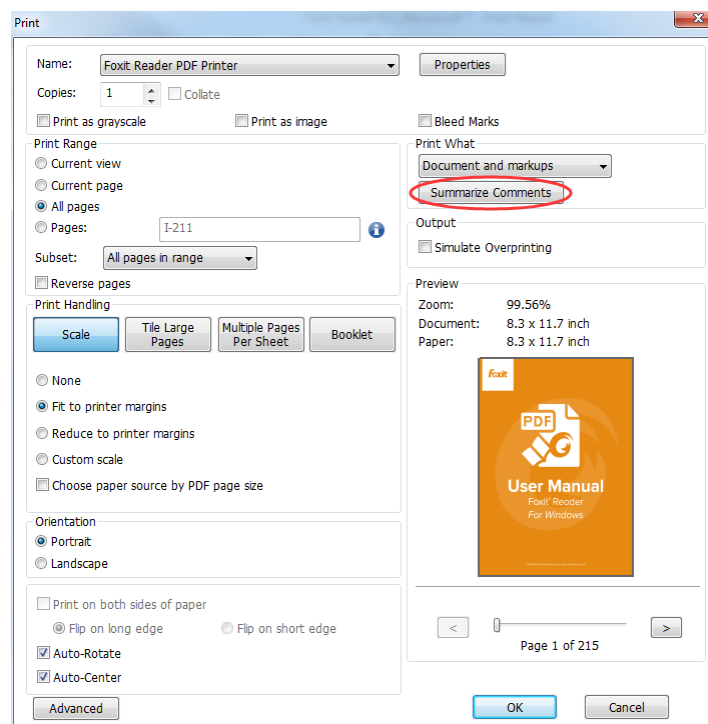 Print
Name: Foxit Reader PDF Printer Properties
Copies: 1 Collate
Print as grayscale Print as image Bleed Marks
Print Range
Current view
Current page
All pages
Pages: I-211
Subset: All pages in range
Reverse pages
Print What
Document and markups
Summarize Comments
Output
Simulate Overprinting
Print Handling
Scale
Tile Large
Pages
Multiple Pages
Per Sheet
Booklet
None
Fit to printer margins
Reduce to printer margins
Custom scale
Choose paper source by PDF page size
Orientation
Portrait
Landscape
Print on both sides of paper
Flip on long edge Flip on short edge
Auto-Rotate
Auto-Center
Advanced
Preview
Zoom: 99.56%
Document: 8.3 x 11.7 inch
Paper: 8.3 x 11.7 inch
Foxit
PDF
User Manual
Foxit Reader
For Windows
< >
Page 1 of 215
OK Cancel